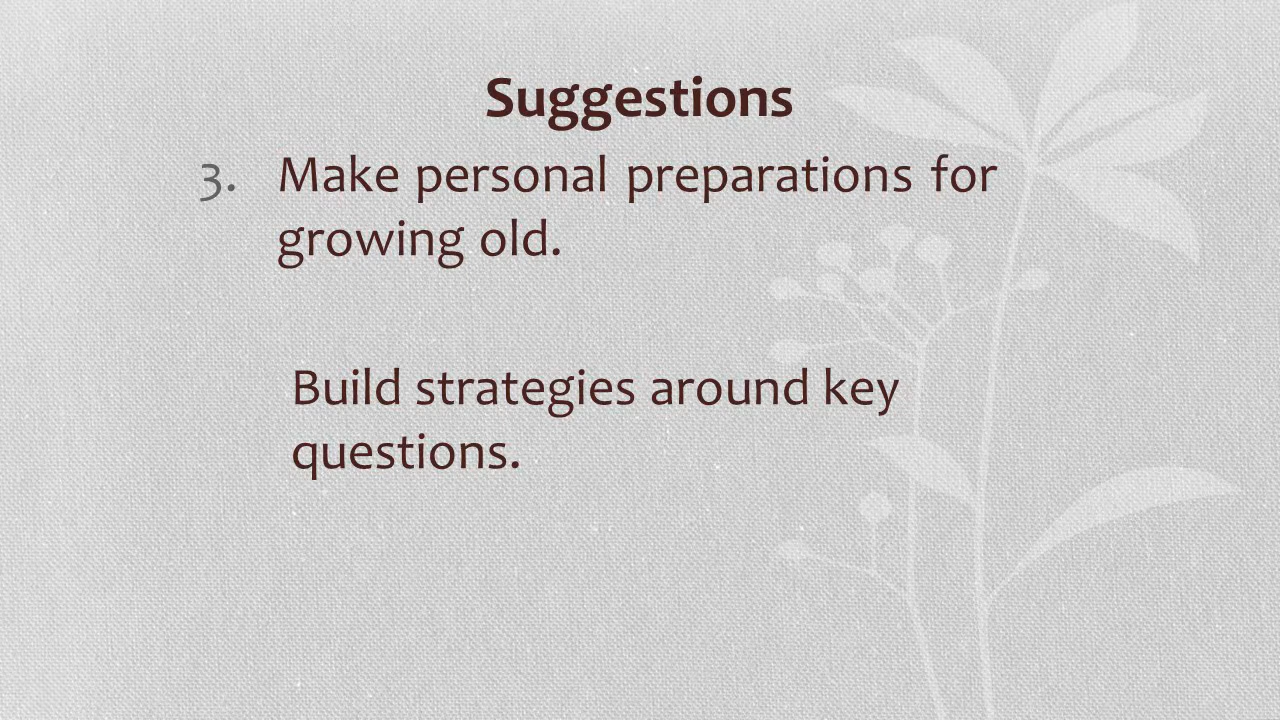 Suggestions
3. Make personal preparations for
growing old.
Build strategies around key
questions.